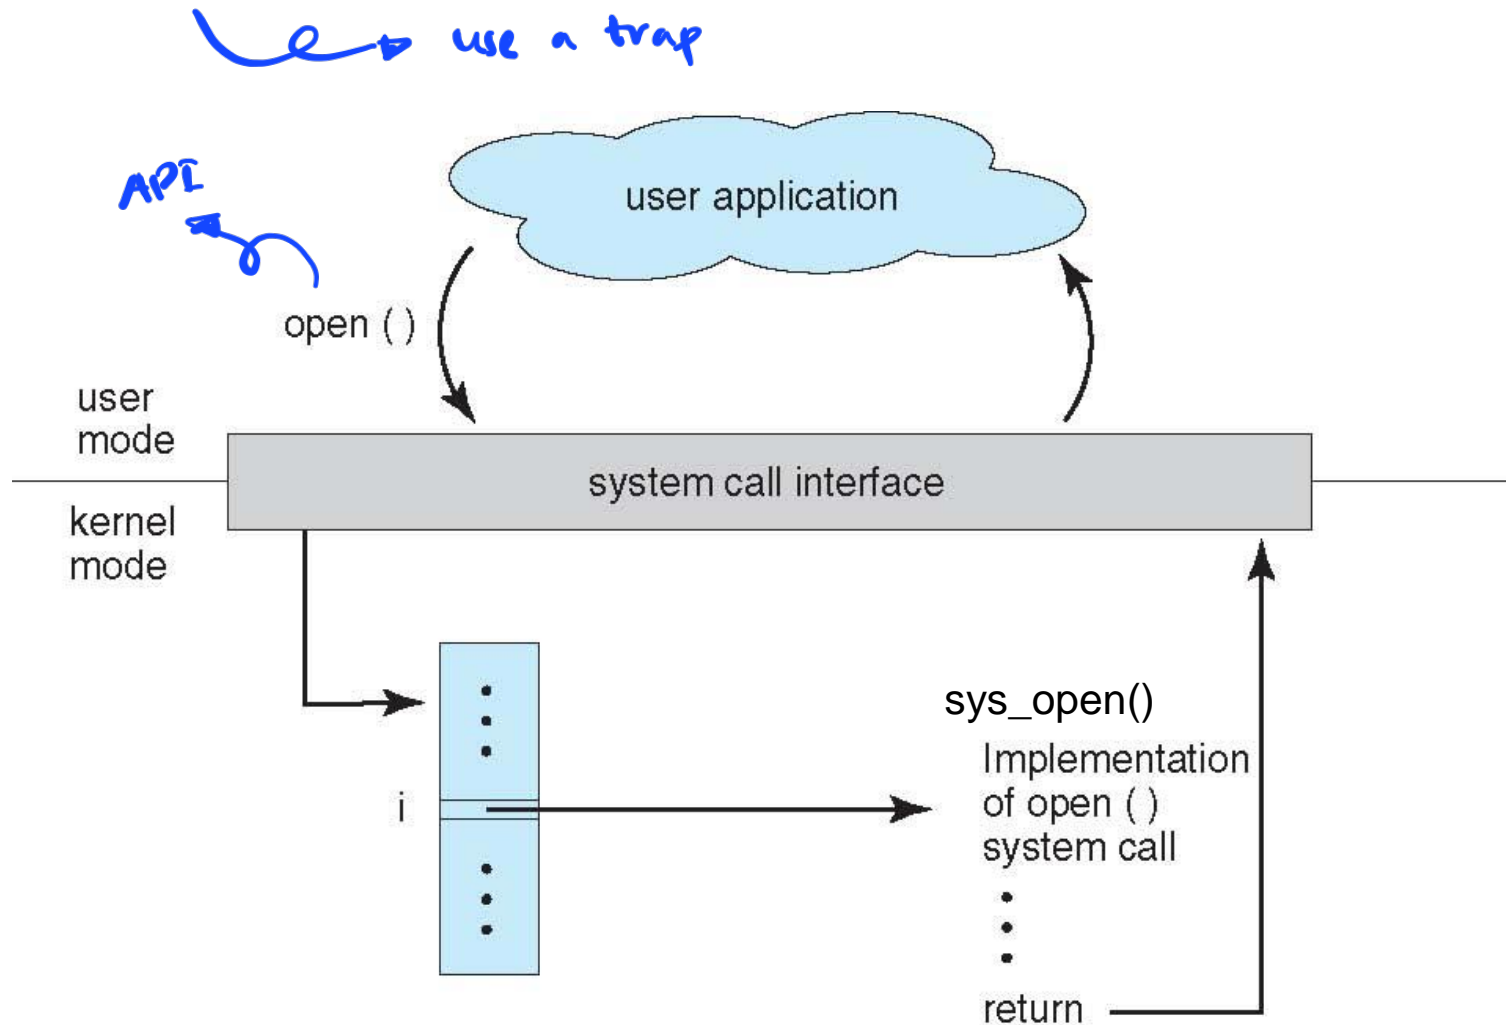 use a trap
user application
API
open ( )
user
mode
system call interface
kernel
mode
sys_open()
Implementation
of open ( )
system call
i
return